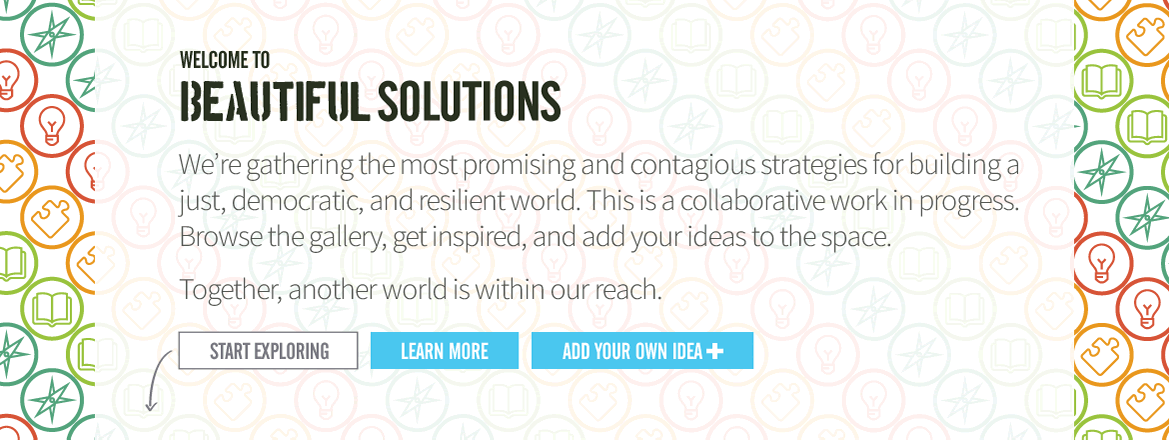 WELCOME TO
BEAUTIFUL SOLUTIONS
We’re gathering the most promising and contagious strategies for building a
just, democratic, and resilient world. This is a collaborative work in progress.
Browse the gallery, get inspired, and add your ideas to the space.
Together, another world is within our reach.
START EXPLORING
LEARN MORE
ADD YOUR OWN IDEA +